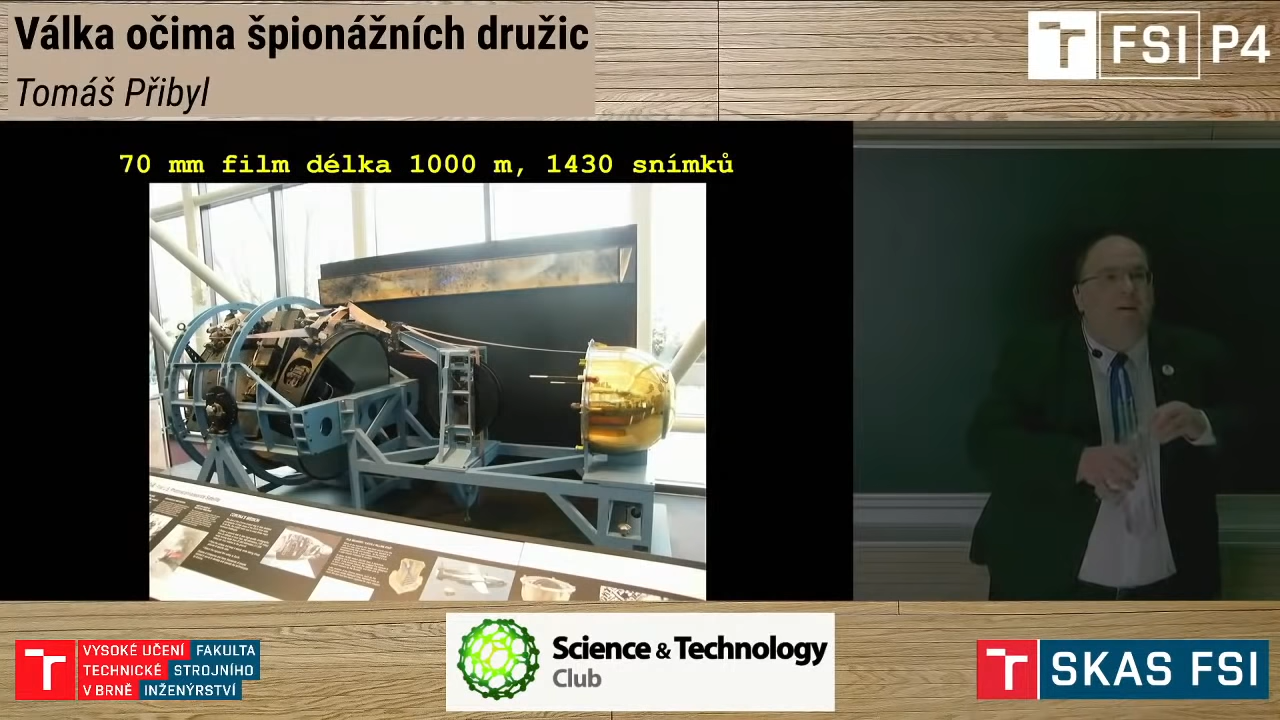 Válka očima špionážních družic
Tomáš Přibyl
FSI P4
70 mm film délka 1000 m, 1430 snímků
VYSOKÉ UČENÍ FAKULTA
TECHNICKÉ STROJNÍHO
V BRNĚ INŽENÝRSTVÍ
Science & Technology
Club
SKAS FSI